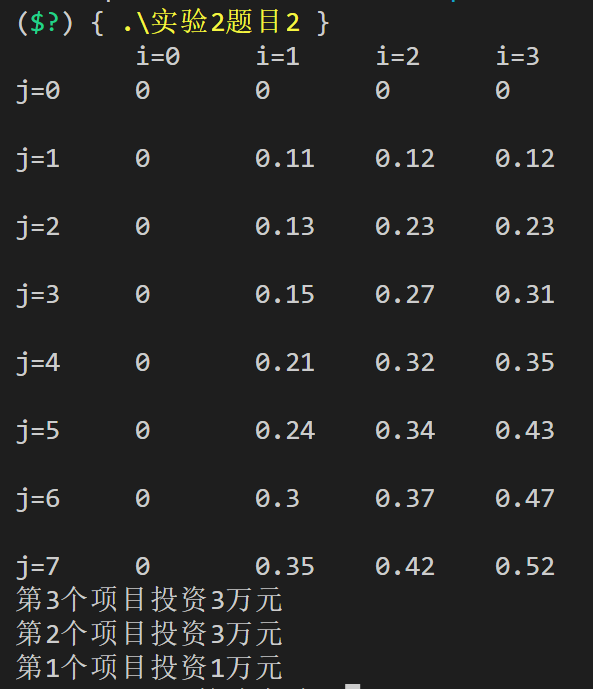 ($?) { .\实验2题目2 }
i=0 i=1 i=2 i=3
j=0 0 0 0 0
j=1 0 0.11 0.12 0.12
j=2 0 0.13 0.23 0.23
j=3 0 0.15 0.27 0.31
j=4 0 0.21 0.32 0.35
j=5 0 0.24 0.34 0.43
j=6 0 0.3 0.37 0.47
j=7 0 0.35 0.42 0.52
第3个项目投资3万元
第2个项目投资3万元
第1个项目投资1万元